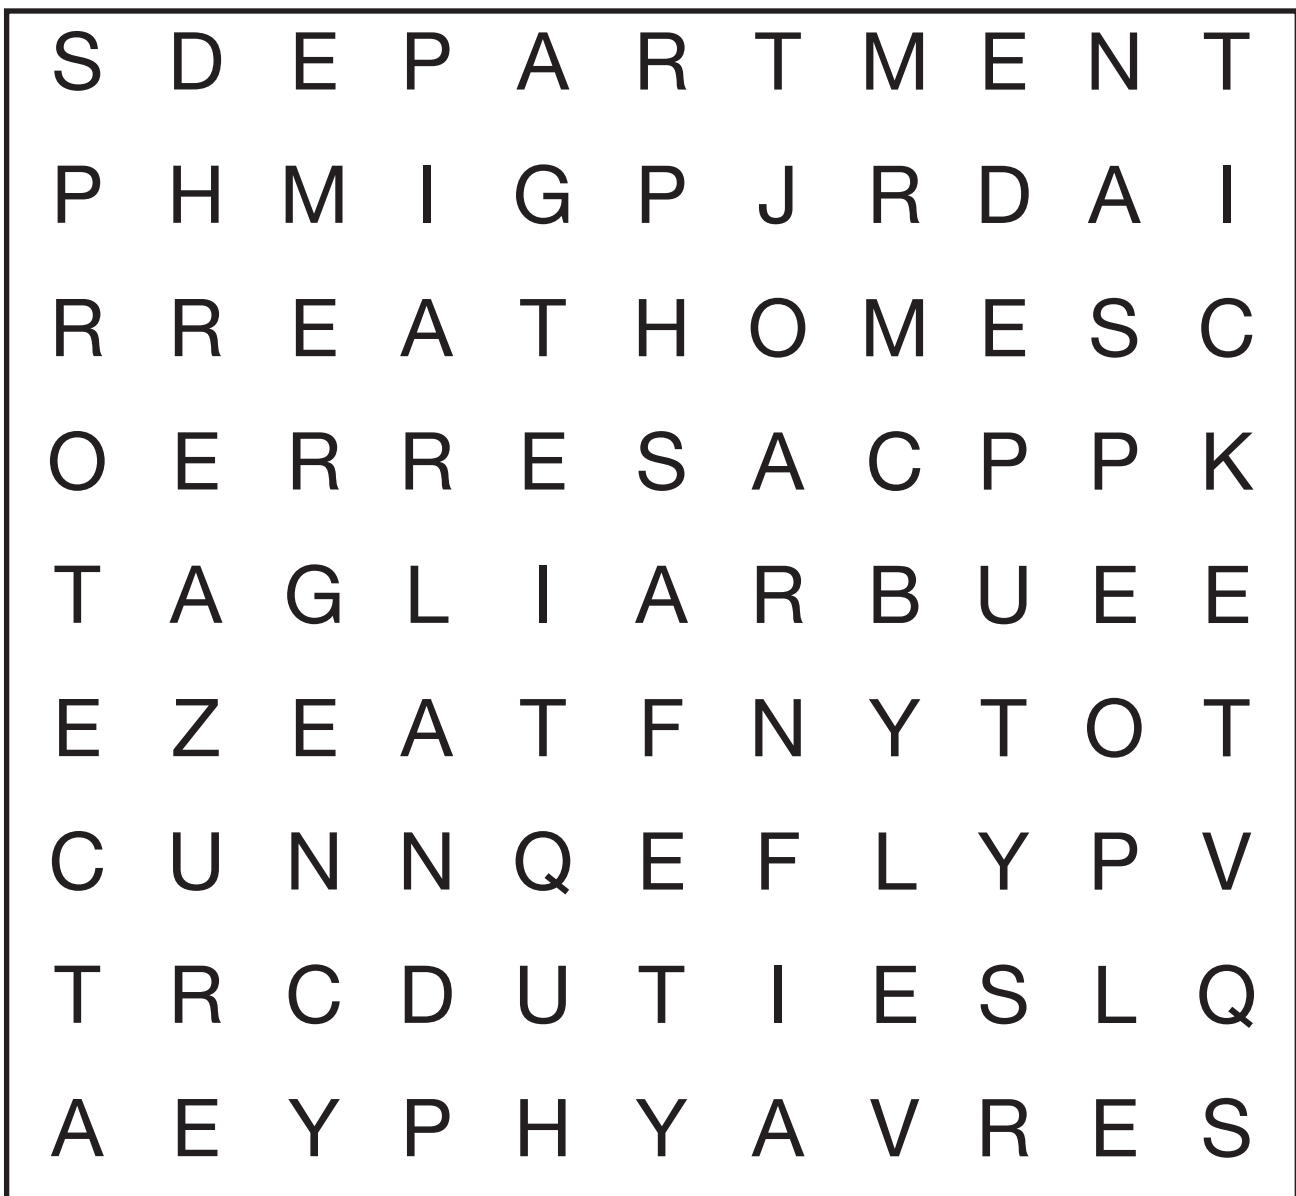 S D E P A R T M E N T
P H M I G P J R D A I
R R E A T H O M E S C
O E R R E S A C P P K
T A G L I A R B U E E
E Z E A T F N Y T O T
C U N N Q E F L Y P V
T R C D U T I E S L Q
A E Y P H Y A V R E S